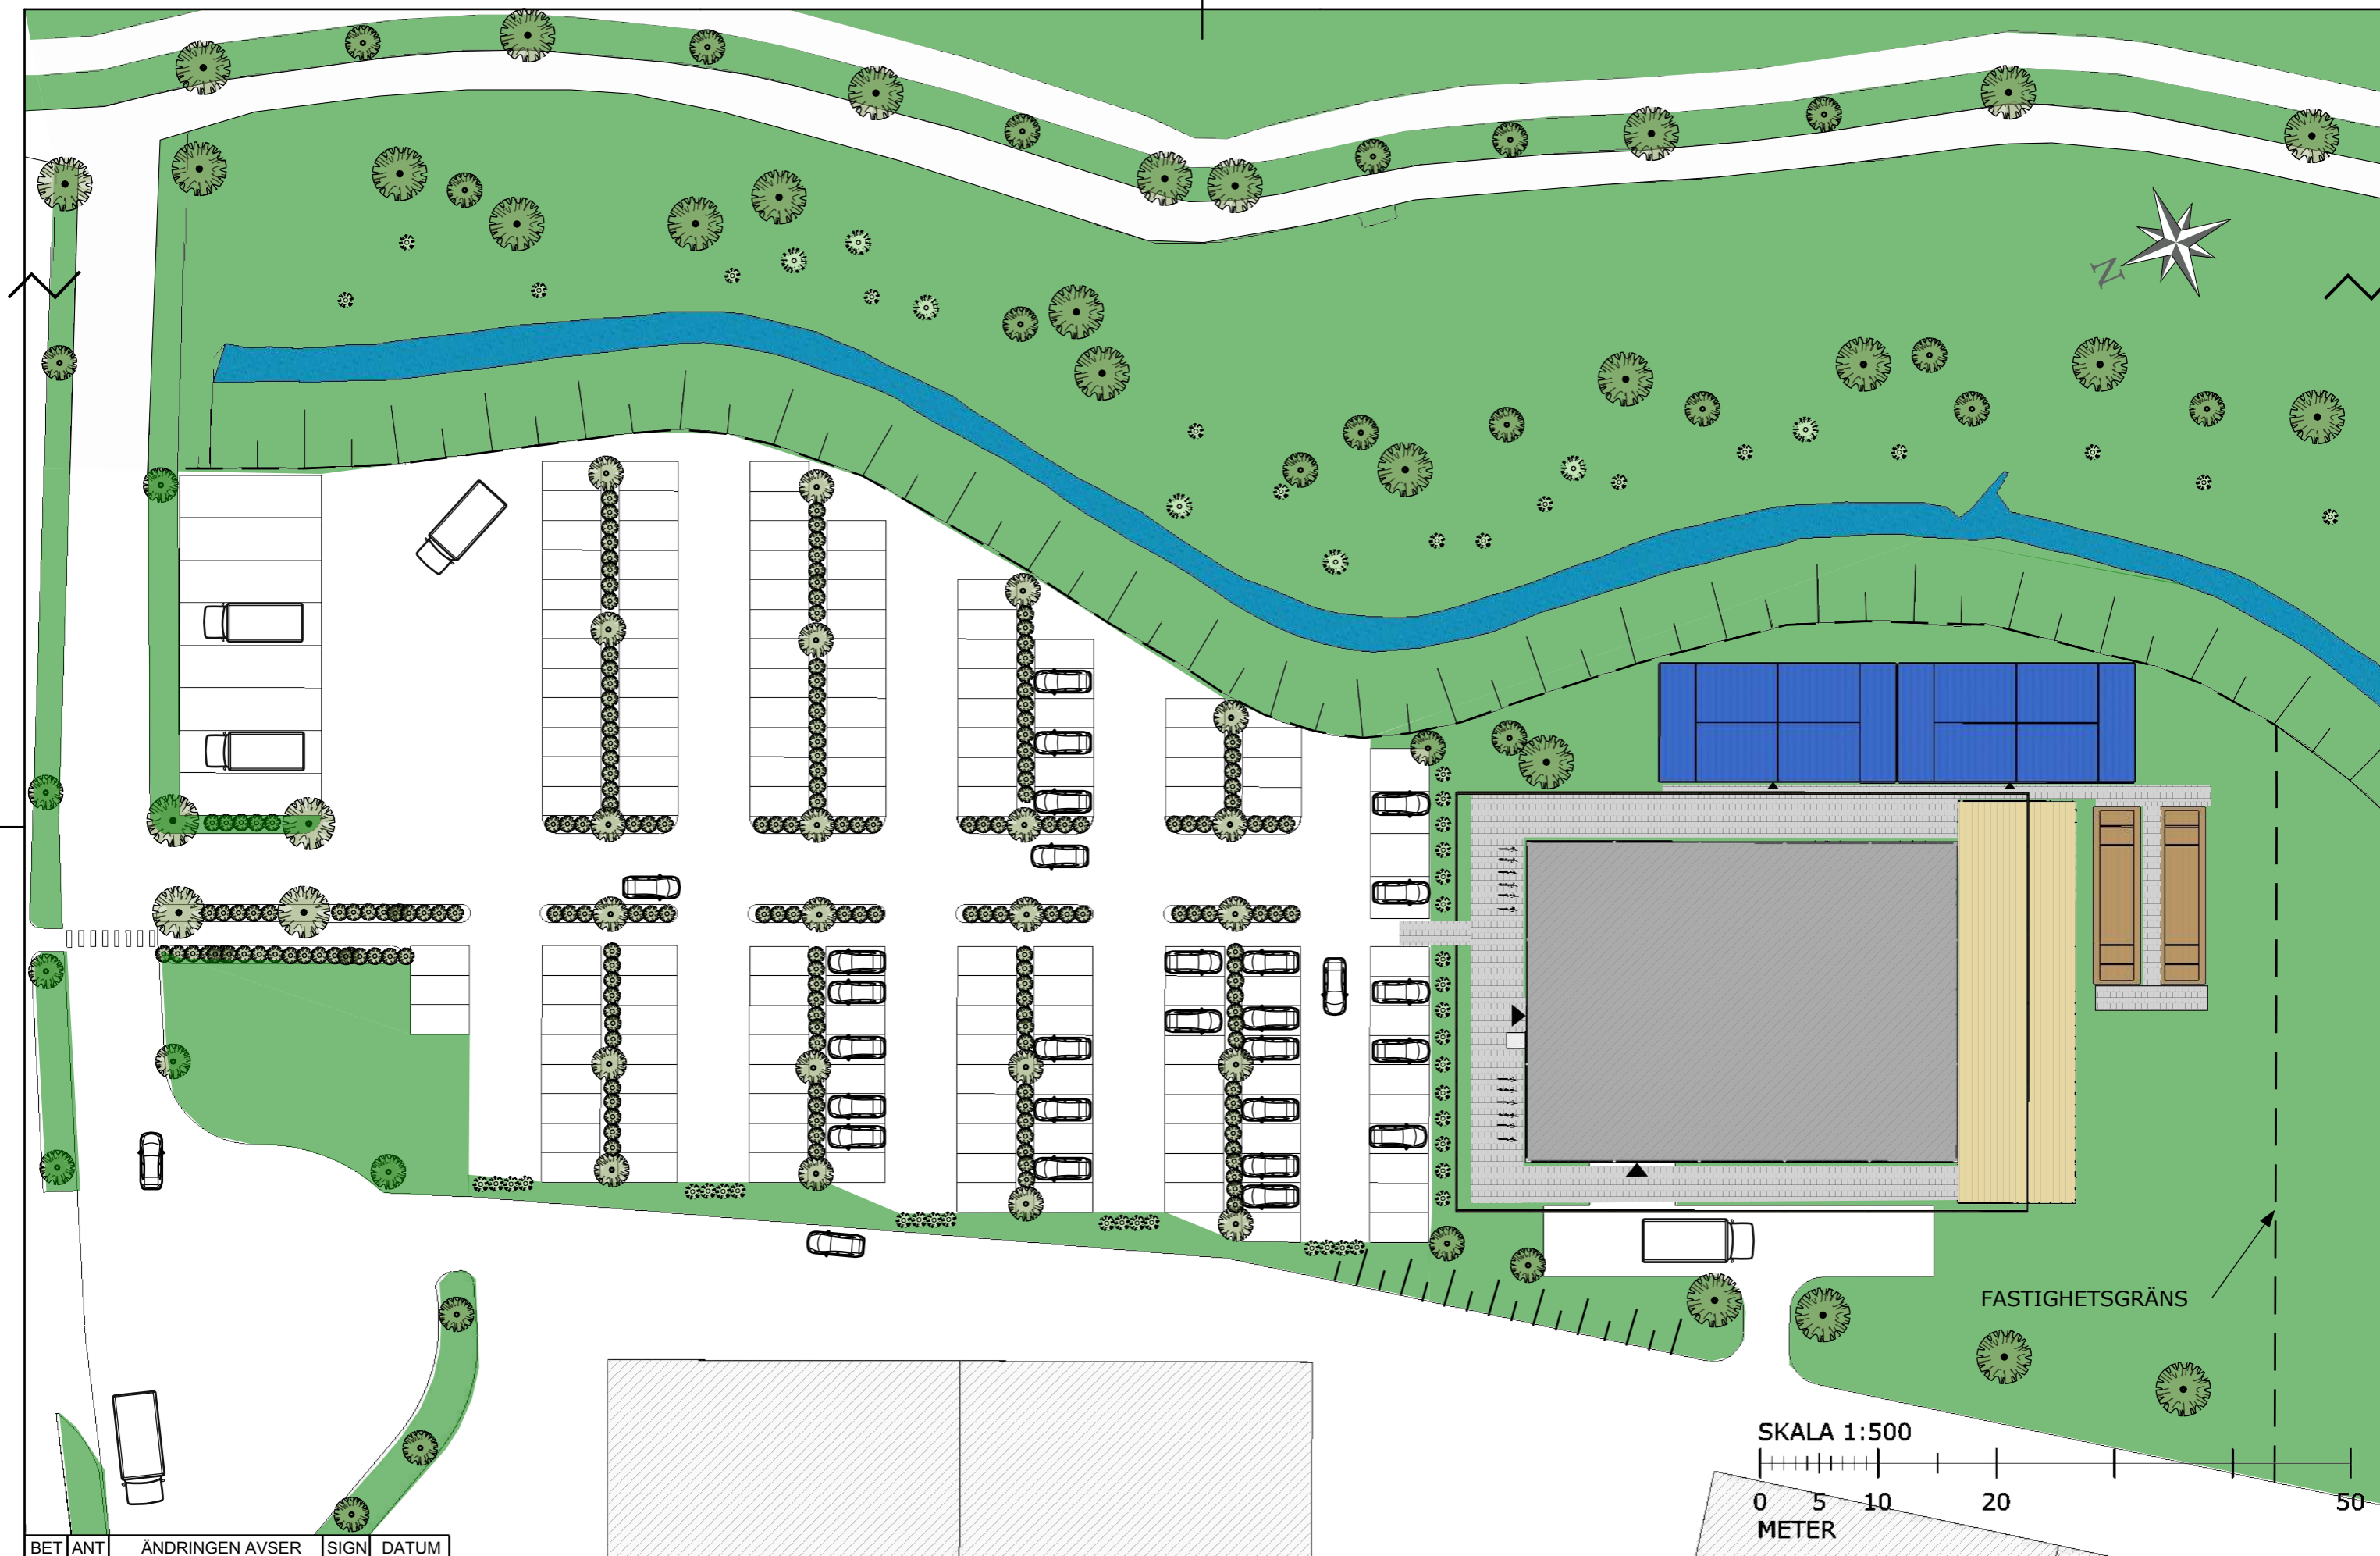 N
FASTIGHETSGRÄNS
SKALA 1:500
0 5 10 20 50
METER
BET ANT ÄNDRINGEN AVSER SIGN DATUM